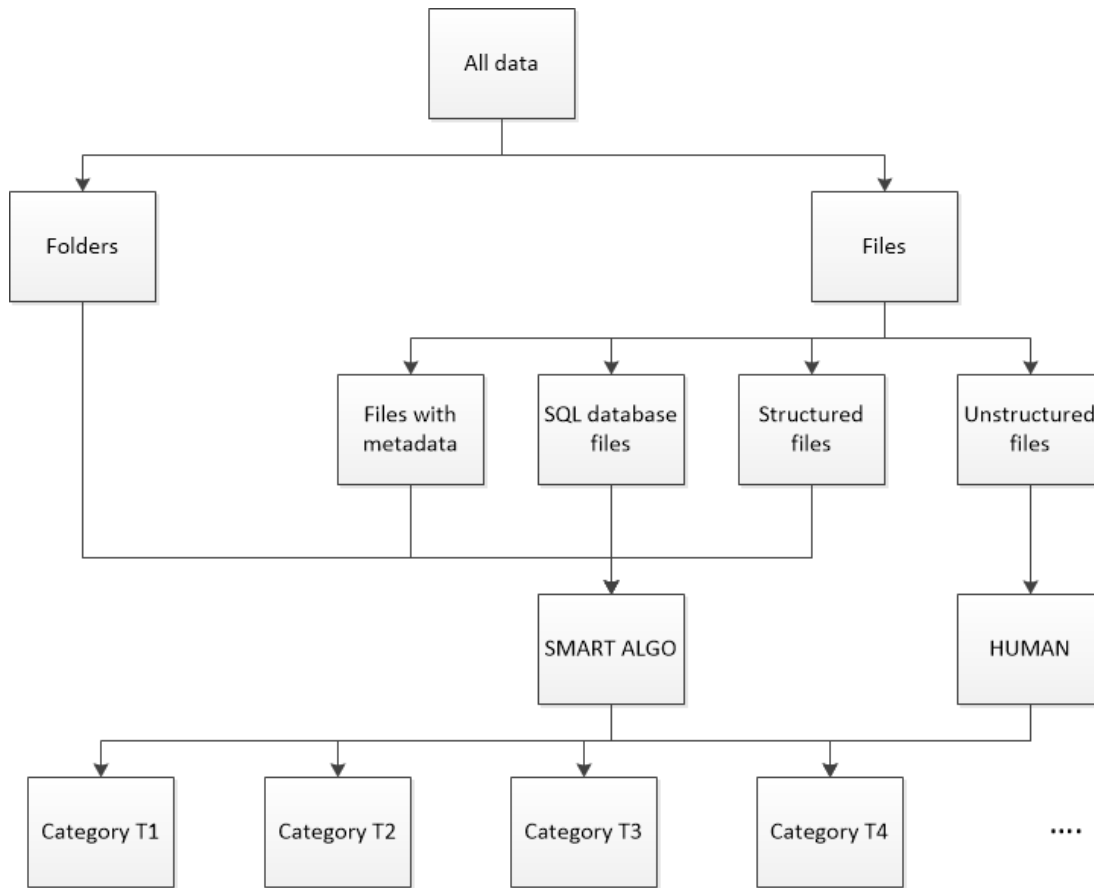 All data
Folders
Files
Files with
metadata
SQL database
files
Structured
files
Unstructured
files
SMART ALGO
HUMAN
Category T1
Category T2
Category T3
Category T4
....